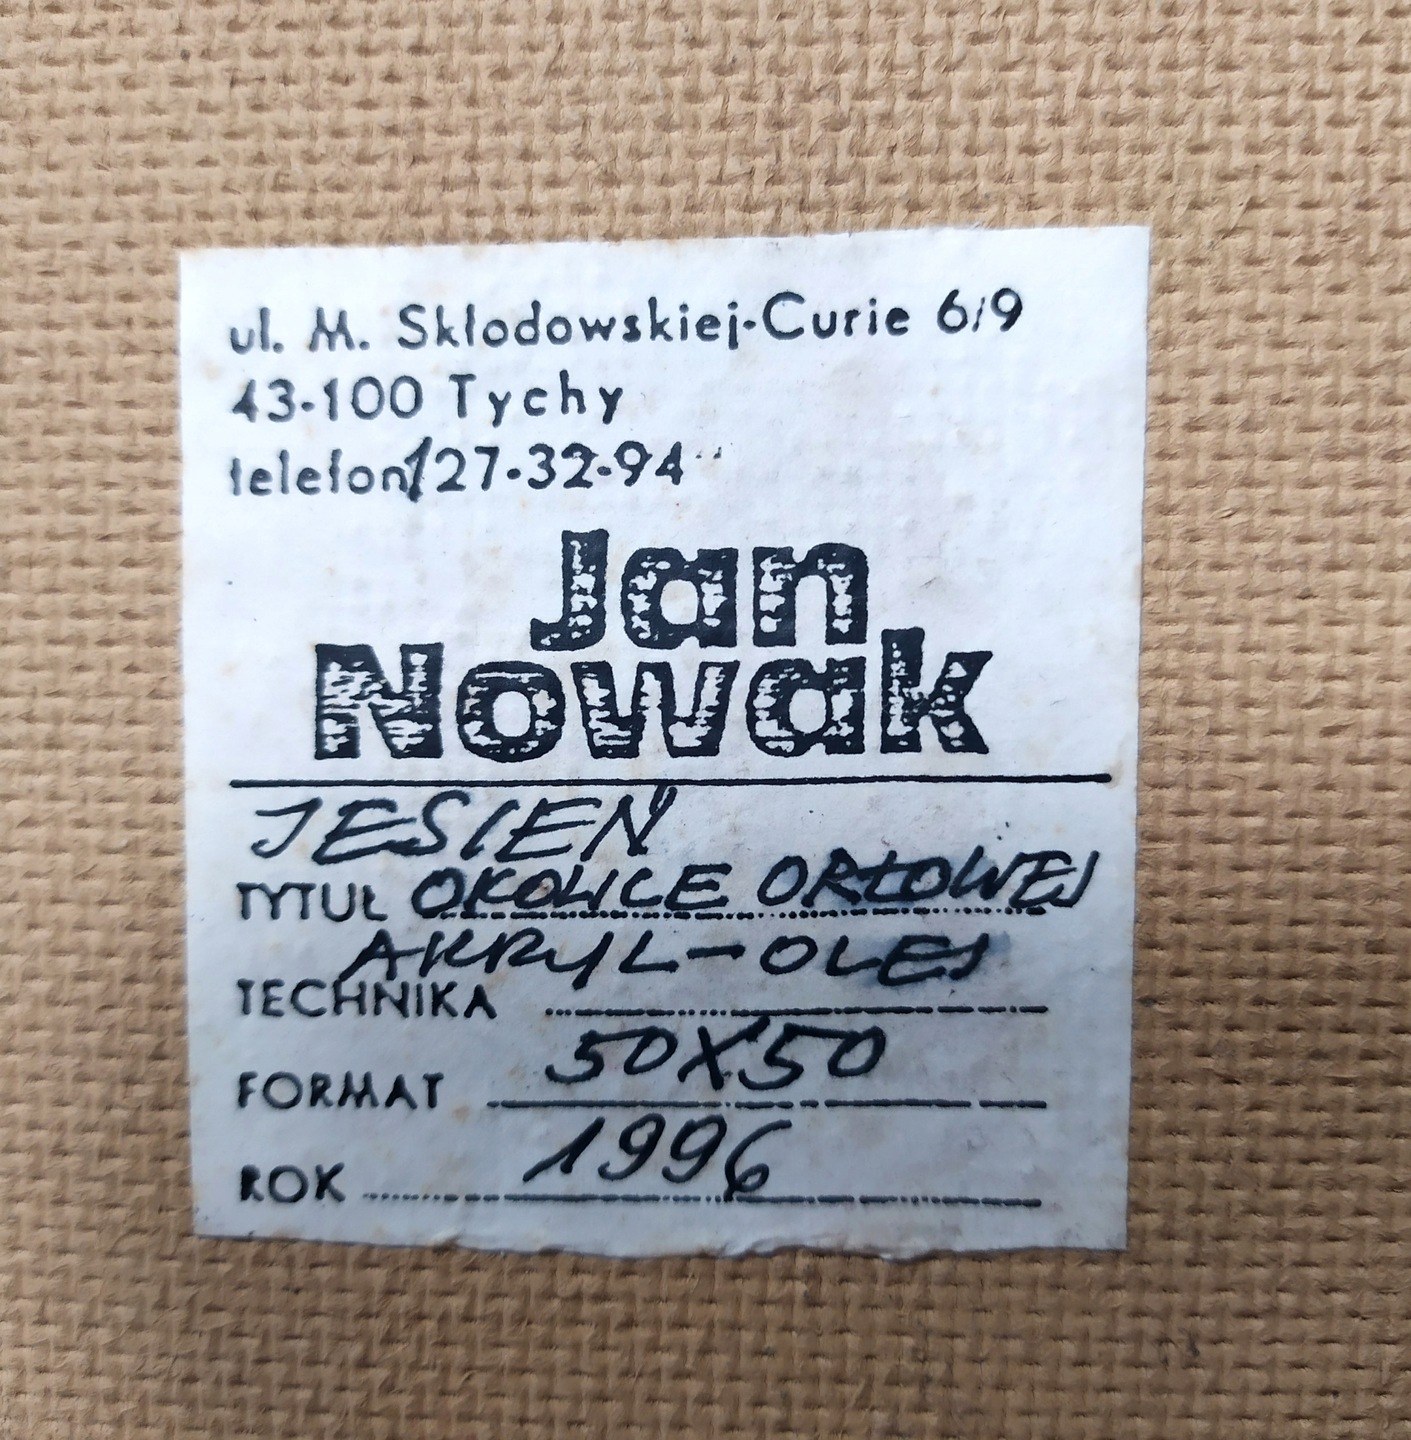 ul. M. Skłodowskiej-Curie 6/9
43-100 Tychy
telefon/127-32-94
Jan
Nowak
JESIEŃ
TYTUŁ OKOLICE ORŁOWEJ
AKRYL-OLEJ
TECHNIKA
50X50
FORMAT
1996
ROK